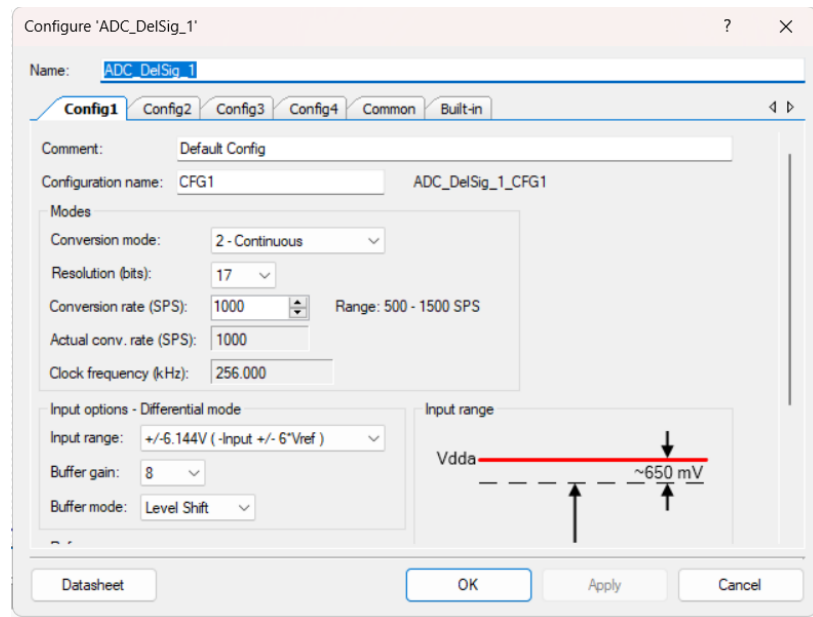 Configure 'ADC_DelSig_1'
?
Name: ADC_DelSig_1
Config1 Config2 Config3 Config4 Common Built-in
Comment: Default Config
Configuration name: CFG1 ADC_DelSig_1_CFG1
Modes
Conversion mode: 2 - Continuous
Resolution (bits): 17
Conversion rate (SPS): 1000 Range: 500 - 1500 SPS
Actual conv. rate (SPS): 1000
Clock frequency (kHz): 256.000
Input options - Differential mode Input range
Input range: +/-6.144V ( -Input +/- 6*Vref )
Vdda
~650 mV
Buffer gain: 8
Buffer mode: Level Shift
Datasheet OK Apply Cancel